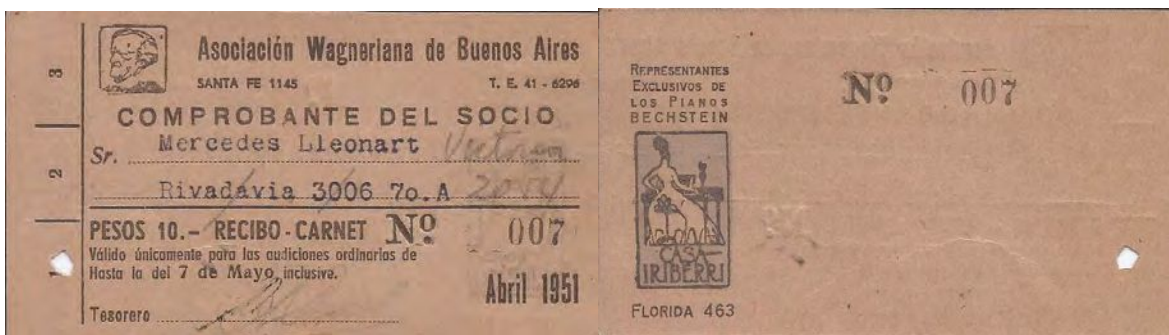 3
2
1
Asociación Wagneriana de Buenos Aires
SANTA FE 1145 T. E. 41 - 6296
COMPROBANTE DEL SOCIO
Sr. Mercedes Lleonart Victoria
Rivadavia 3006 7o.A
PESOS 10.- RECIBO-CARNET Nº 007
Válido únicamente para las audiciones ordinarias de
Hasta la del 7 de Mayo, inclusive.
Abril 1951
Tesorero
REPRESENTANTES
EXCLUSIVOS DE
LOS PIANOS
BECHSTEIN
Nº 007
CASA
IRIBERRI
FLORIDA 463